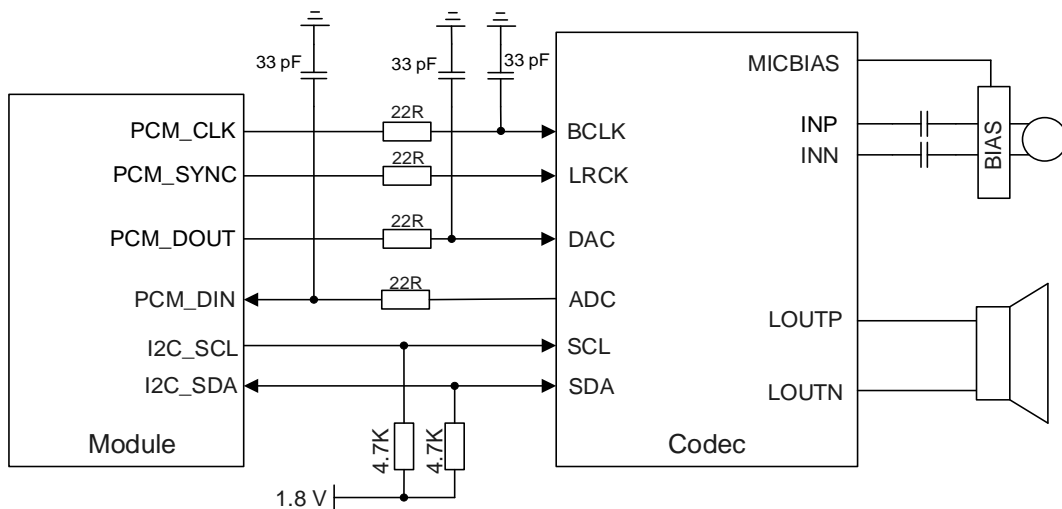 33 pF
33 pF
33 pF
MICBIAS
PCM_CLK
22R
BCLK
INP
INN
BIAS
PCM_SYNC
22R
LRCK
PCM_DOUT
22R
DAC
PCM_DIN
22R
ADC
LOUTP
I2C_SCL
SCL
I2C_SDA
SDA
LOUTN
Module
4.7K
4.7K
Codec
1.8 V